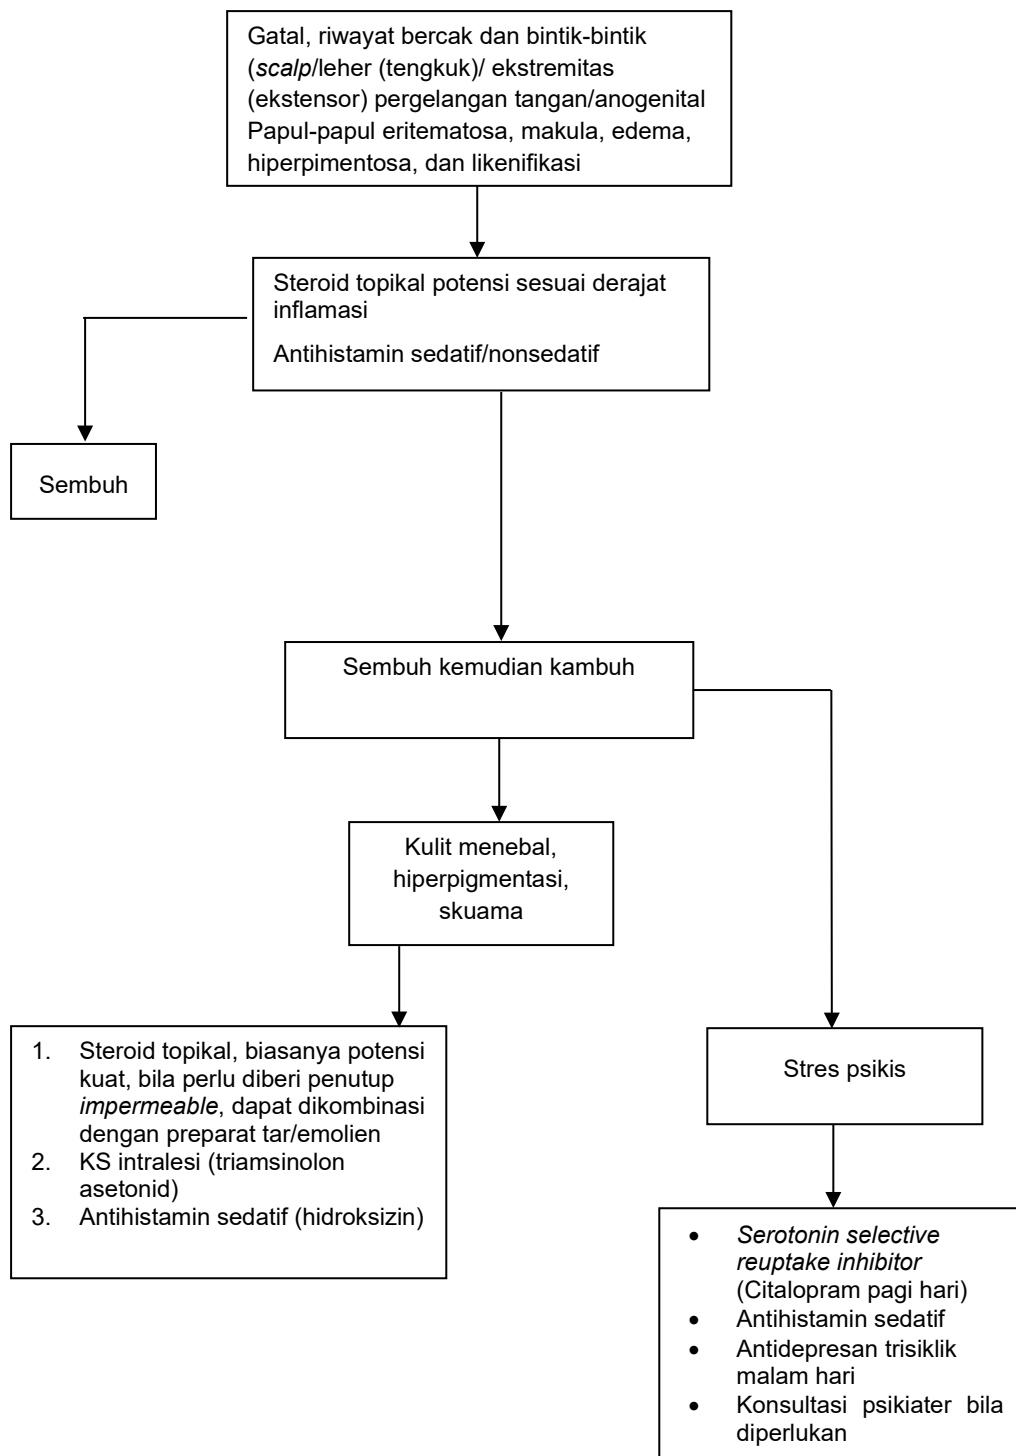 Gatal, riwayat bercak dan bintik-bintik
(scalp/leher (tengkuk)/ ekstremitas
(ekstensor) pergelangan tangan/anogenital
Papul-papul eritematosa, makula, edema,
hiperpimentosa, dan likenifikasi
Steroid topikal potensi sesuai derajat
inflamasi
Antihistamin sedatif/nonsedatif
Sembuh
Sembuh kemudian kambuh
Kulit menebal,
hiperpigmentasi,
skuama
1. Steroid topikal, biasanya potensi
kuat, bila perlu diberi penutup
impermeable, dapat dikombinasi
dengan preparat tar/emolien
2. KS intralesi (triamsinolon
asetonid)
3. Antihistamin sedatif (hidroksizin)
Stres psikis
• Serotonin selective
reuptake inhibitor
(Citalopram pagi hari)
• Antihistamin sedatif
• Antidepresan trisiklik
malam hari
• Konsultasi psikiater bila
diperlukan